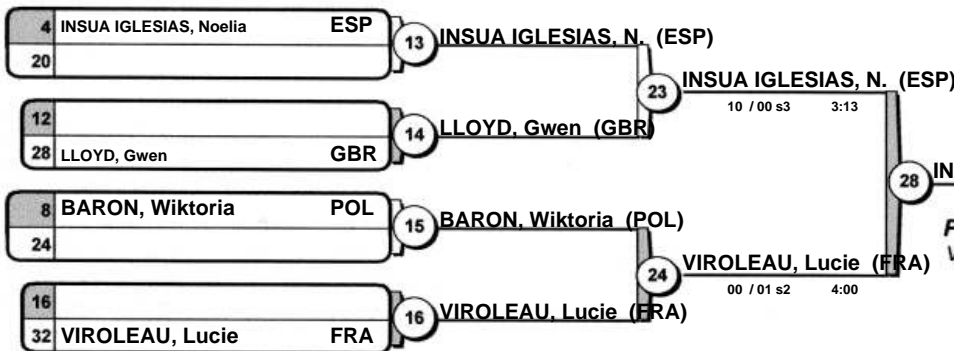 4 INSUA IGLESIAS, Noelia ESP
20
13 INSUA IGLESIAS, N. (ESP)
12
28 LLOYD, Gwen GBR
14 LLOYD, Gwen (GBR)
23 INSUA IGLESIAS, N. (ESP)
10 / 00 s3 3:13
8 BARON, Wiktoria POL
24
15 BARON, Wiktoria (POL)
16
32 VIROLEAU, Lucie FRA
16 VIROLEAU, Lucie (FRA)
24 VIROLEAU, Lucie (FRA)
00 / 01 s2 4:00
28 IN